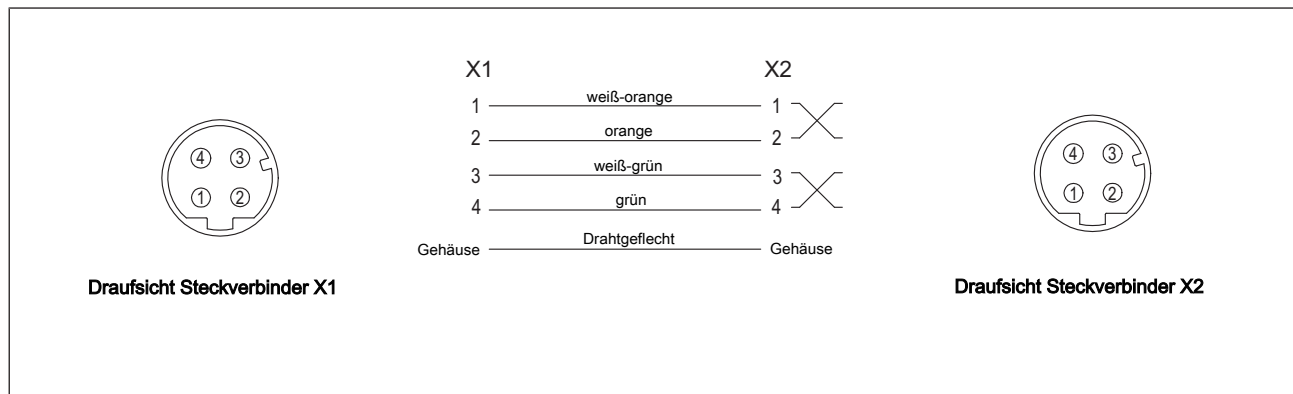 X1 X2
1 weiß-orange 1
2 orange 2
3 weiß-grün 3
4 grün 4
Gehäuse Drahtgeflecht Gehäuse
4 3
1 2
Draufsicht Steckverbinder X1
4 3
1 2
Draufsicht Steckverbinder X2